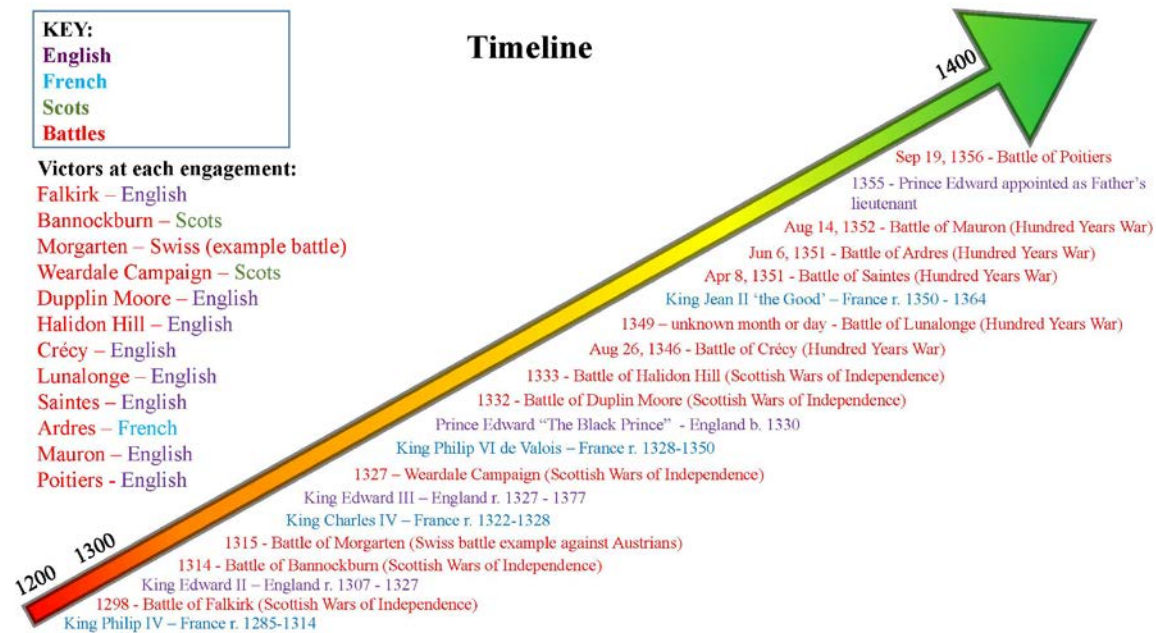 Timeline
KEY:
English
French
Scots
Battles
Victors at each engagement:
Falkirk – English
Bannockburn – Scots
Morgarten – Swiss (example battle)
Weardale Campaign – Scots
Dupplin Moore – English
Halidon Hill – English
Crécy – English
Lunalonge – English
Saintes – English
Ardres – French
Mauron – English
Poitiers - English
1400
Sep 19, 1356 - Battle of Poitiers
1355 - Prince Edward appointed as Father's
lieutenant
Aug 14, 1352 - Battle of Mauron (Hundred Years War)
Jun 6, 1351 - Battle of Ardres (Hundred Years War)
Apr 8, 1351 - Battle of Saintes (Hundred Years War)
King Jean II ‘the Good’ – France r. 1350 - 1364
1349 – unknown month or day - Battle of Lunalonge (Hundred Years War)
Aug 26, 1346 - Battle of Crécy (Hundred Years War)
1333 - Battle of Halidon Hill (Scottish Wars of Independence)
1332 - Battle of Duplin Moore (Scottish Wars of Independence)
Prince Edward “The Black Prince” - England b. 1330
King Philip VI de Valois – France r. 1328-1350
1327 – Weardale Campaign (Scottish Wars of Independence)
King Edward III – England r. 1327 - 1377
King Charles IV – France r. 1322-1328
1315 - Battle of Morgarten (Swiss battle example against Austrians)
1314 - Battle of Bannockburn (Scottish Wars of Independence)
King Edward II – England r. 1307 - 1327
1298 - Battle of Falkirk (Scottish Wars of Independence)
King Philip IV – France r. 1285-1314
1300
1200